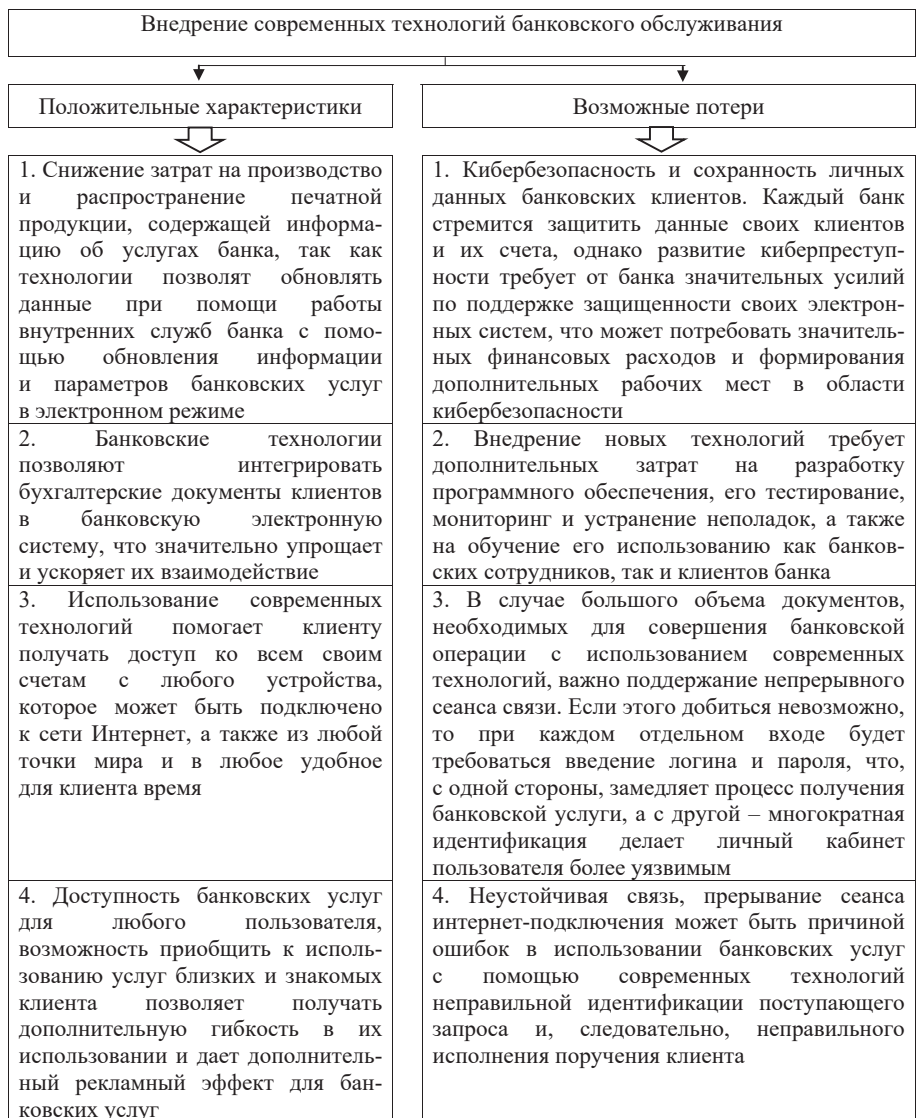 Внедрение современных технологий банковского обслуживания
Положительные характеристики
Возможные потери
1. Снижение затрат на производство
и распространение печатной
продукции, содержащей информа-
цию об услугах банка, так как
технологии позволят обновлять
данные при помощи работы
внутренних служб банка с помо-
щью обновления информации
и параметров банковских услуг
в электронном режиме
1. Кибербезопасность и сохранность личных
данных банковских клиентов. Каждый банк
стремится защитить данные своих клиентов
и их счета, однако развитие киберпреступ-
ности требует от банка значительных усилий
по поддержке защищенности своих электрон-
ных систем, что может потребовать значитель-
ных финансовых расходов и формирования
дополнительных рабочих мест в области
кибербезопасности
2. Банковские технологии
позволяют интегрировать
бухгалтерские документы клиентов
в банковскую электронную
систему, что значительно упрощает
и ускоряет их взаимодействие
2. Внедрение новых технологий требует
дополнительных затрат на разработку
программного обеспечения, его тестирование,
мониторинг и устранение неполадок, а также
на обучение его использованию как банков-
ских сотрудников, так и клиентов банка
3. Использование современных
технологий помогает клиенту
получать доступ ко всем своим
счетам с любого устройства,
которое может быть подключено
к сети Интернет, а также из любой
точки мира и в любое удобное
для клиента время
3. В случае большого объема документов,
необходимых для совершения банковской
операции с использованием современных
технологий, важно поддержание непрерывного
сеанса связи. Если этого добиться невозможно,
то при каждом отдельном входе будет
требоваться введение логина и пароля, что,
с одной стороны, замедляет процесс получения
банковской услуги, а с другой – многократная
идентификация делает личный кабинет
пользователя более уязвимым
4. Доступность банковских услуг
для любого пользователя,
возможность приобщить к исполь-
зованию услуг близких и знакомых
клиента позволяет получать
дополнительную гибкость в их
использовании и дает дополнитель-
ный рекламный эффект для бан-
ковских услуг
4. Неустойчивая связь, прерывание сеанса
интернет-подключения может быть причиной
ошибок в использовании банковских услуг
с помощью современных технологий
неправильной идентификации поступающего
запроса и, следовательно, неправильного
исполнения поручения клиента